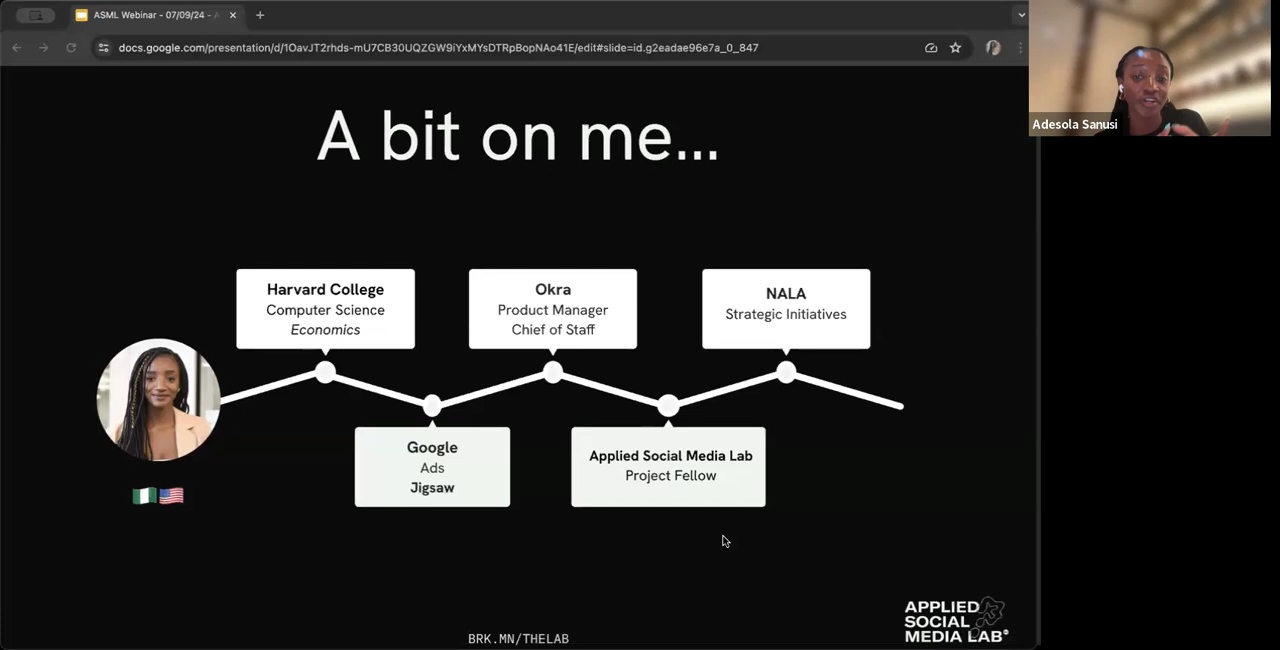 ASML Webinar - 07/09/24 -
docs.google.com/presentation/d/1OavJT2rhds-mU7CB30UQZGW9iYxMYsDTRpBopNAo41E/edit#slide=id.g2eadae96e7a_0_847
Adesola Sanusi
A bit on me...
Harvard College
Computer Science
Economics
Okra
Product Manager
Chief of Staff
NALA
Strategic Initiatives
Google
Ads
Jigsaw
Applied Social Media Lab
Project Fellow
BRK.MN/THELAB
APPLIED
SOCIAL
MEDIA LAB®